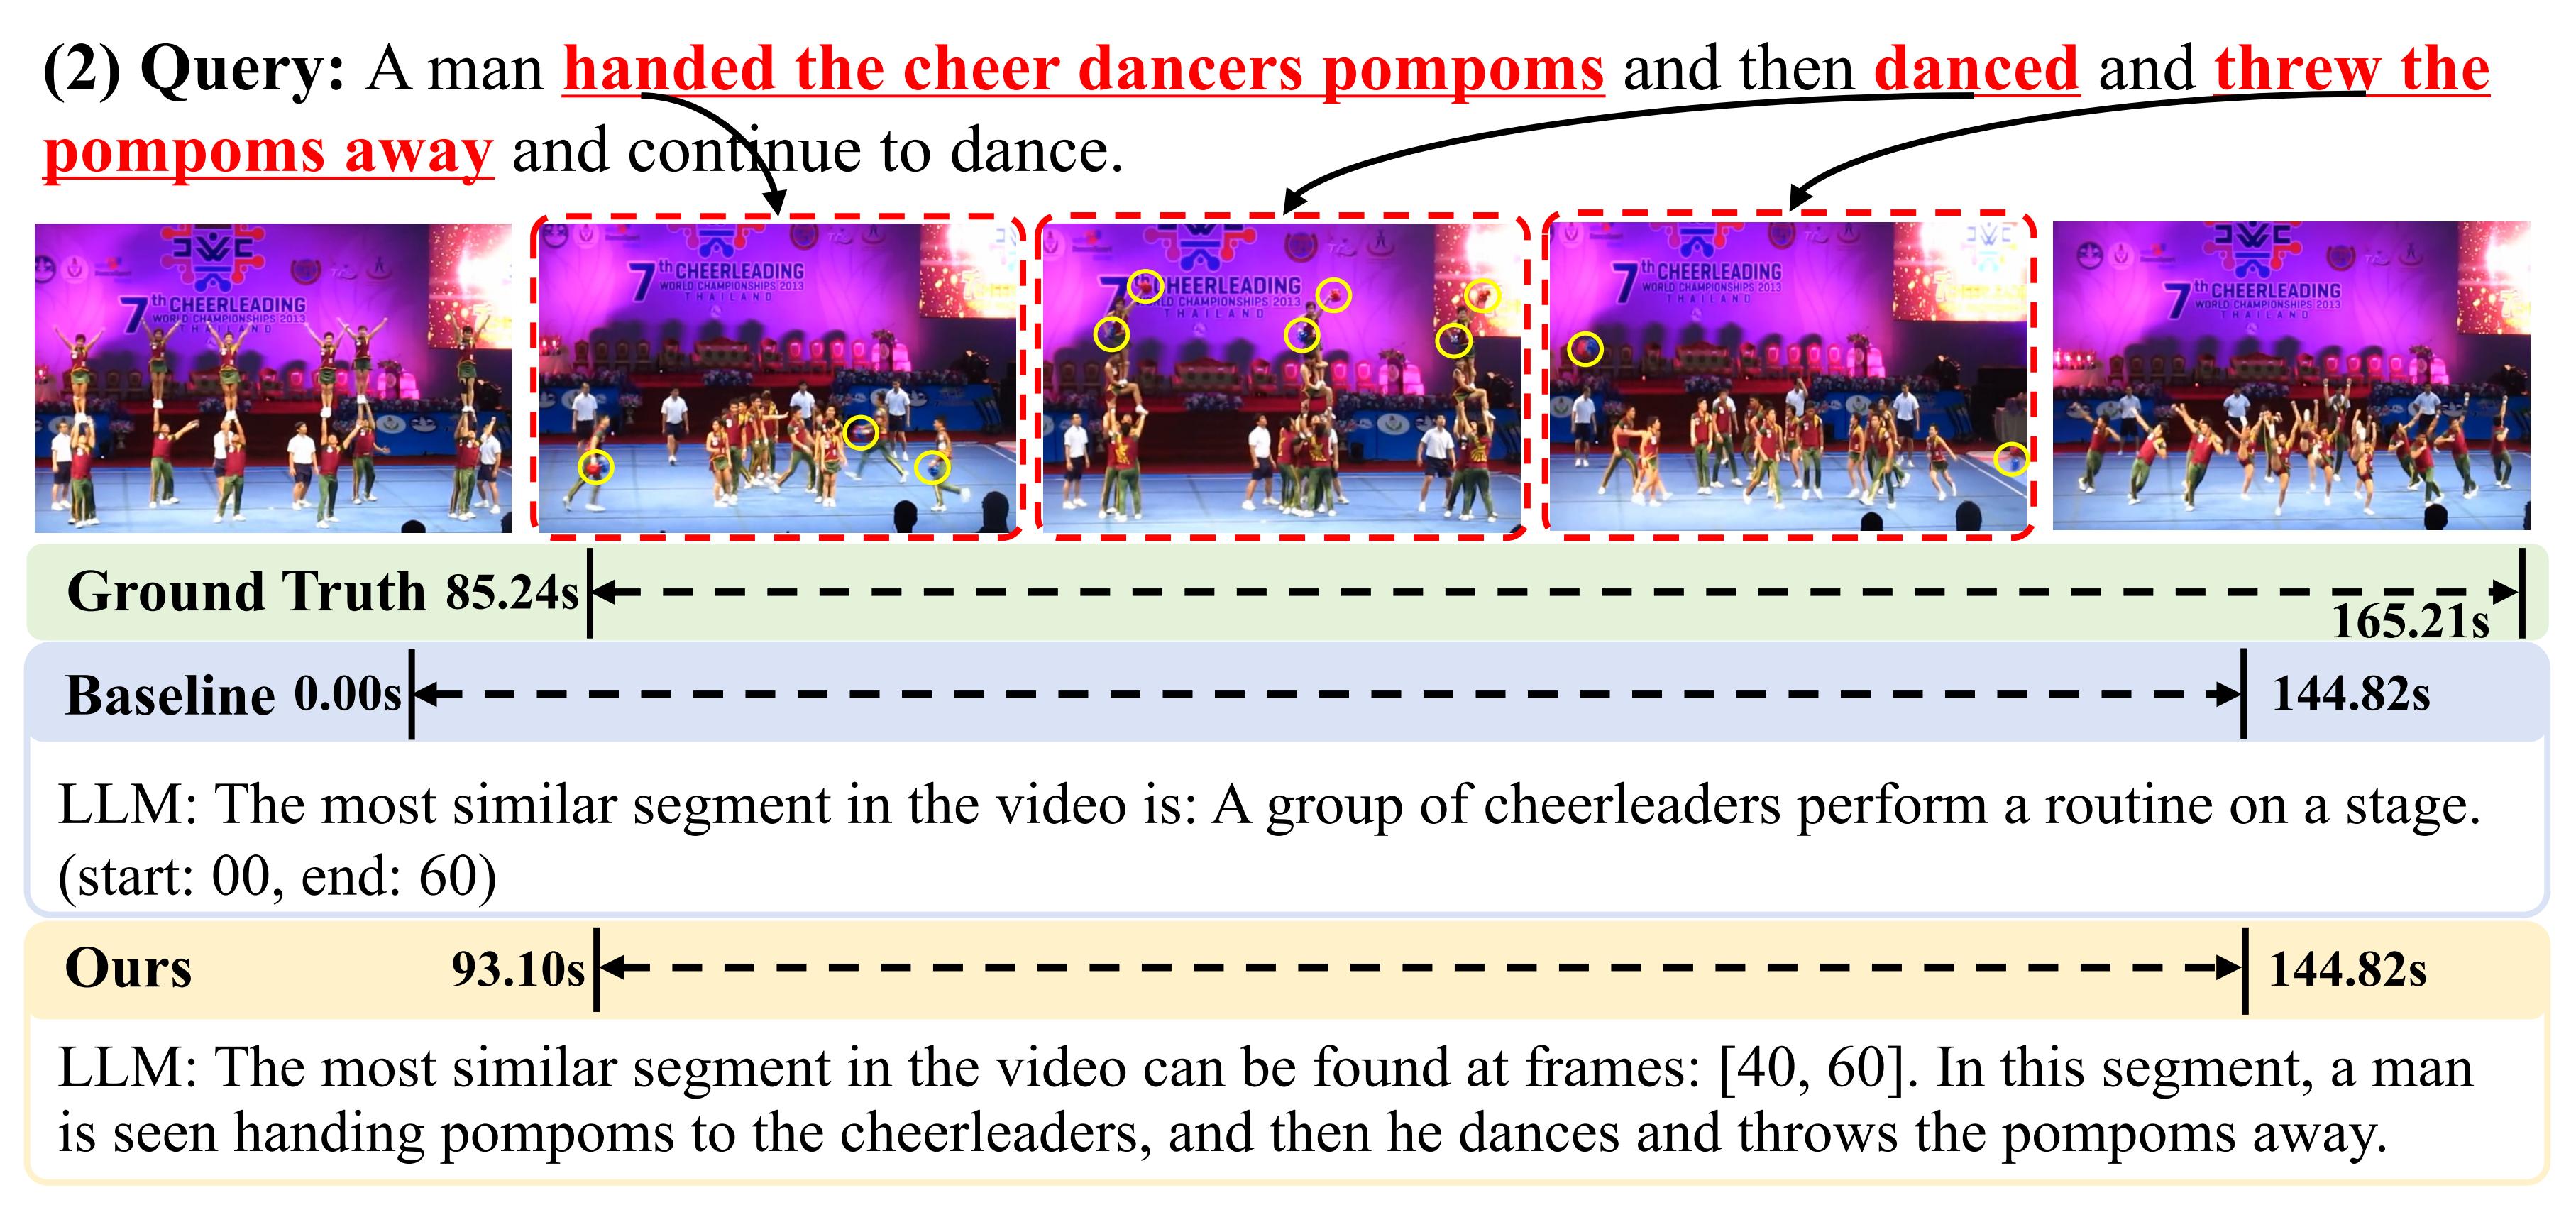 (2) Query: A man handed the cheer dancers pompoms and then danced and threw the
pompoms away and continue to dance.
7th CHEERLEADING
WORLD CHAMPIONSHIPS 2013
THAILAND
7th CHEERLEADING
WORLD CHAMPIONSHIPS 2013
THAILAND
7th CHEERLEADING
WORLD CHAMPIONSHIPS 2013
THAILAND
7th CHEERLEADING
WORLD CHAMPIONSHIPS 2013
THAILAND
7th CHEERLEADING
WORLD CHAMPIONSHIPS 2013
THAILAND
Ground Truth 85.24s 165.21s
Baseline 0.00s 144.82s
LLM: The most similar segment in the video is: A group of cheerleaders perform a routine on a stage.
(start: 00, end: 60)
Ours 93.10s 144.82s
LLM: The most similar segment in the video can be found at frames: [40, 60]. In this segment, a man
is seen handing pompoms to the cheerleaders, and then he dances and throws the pompoms away.